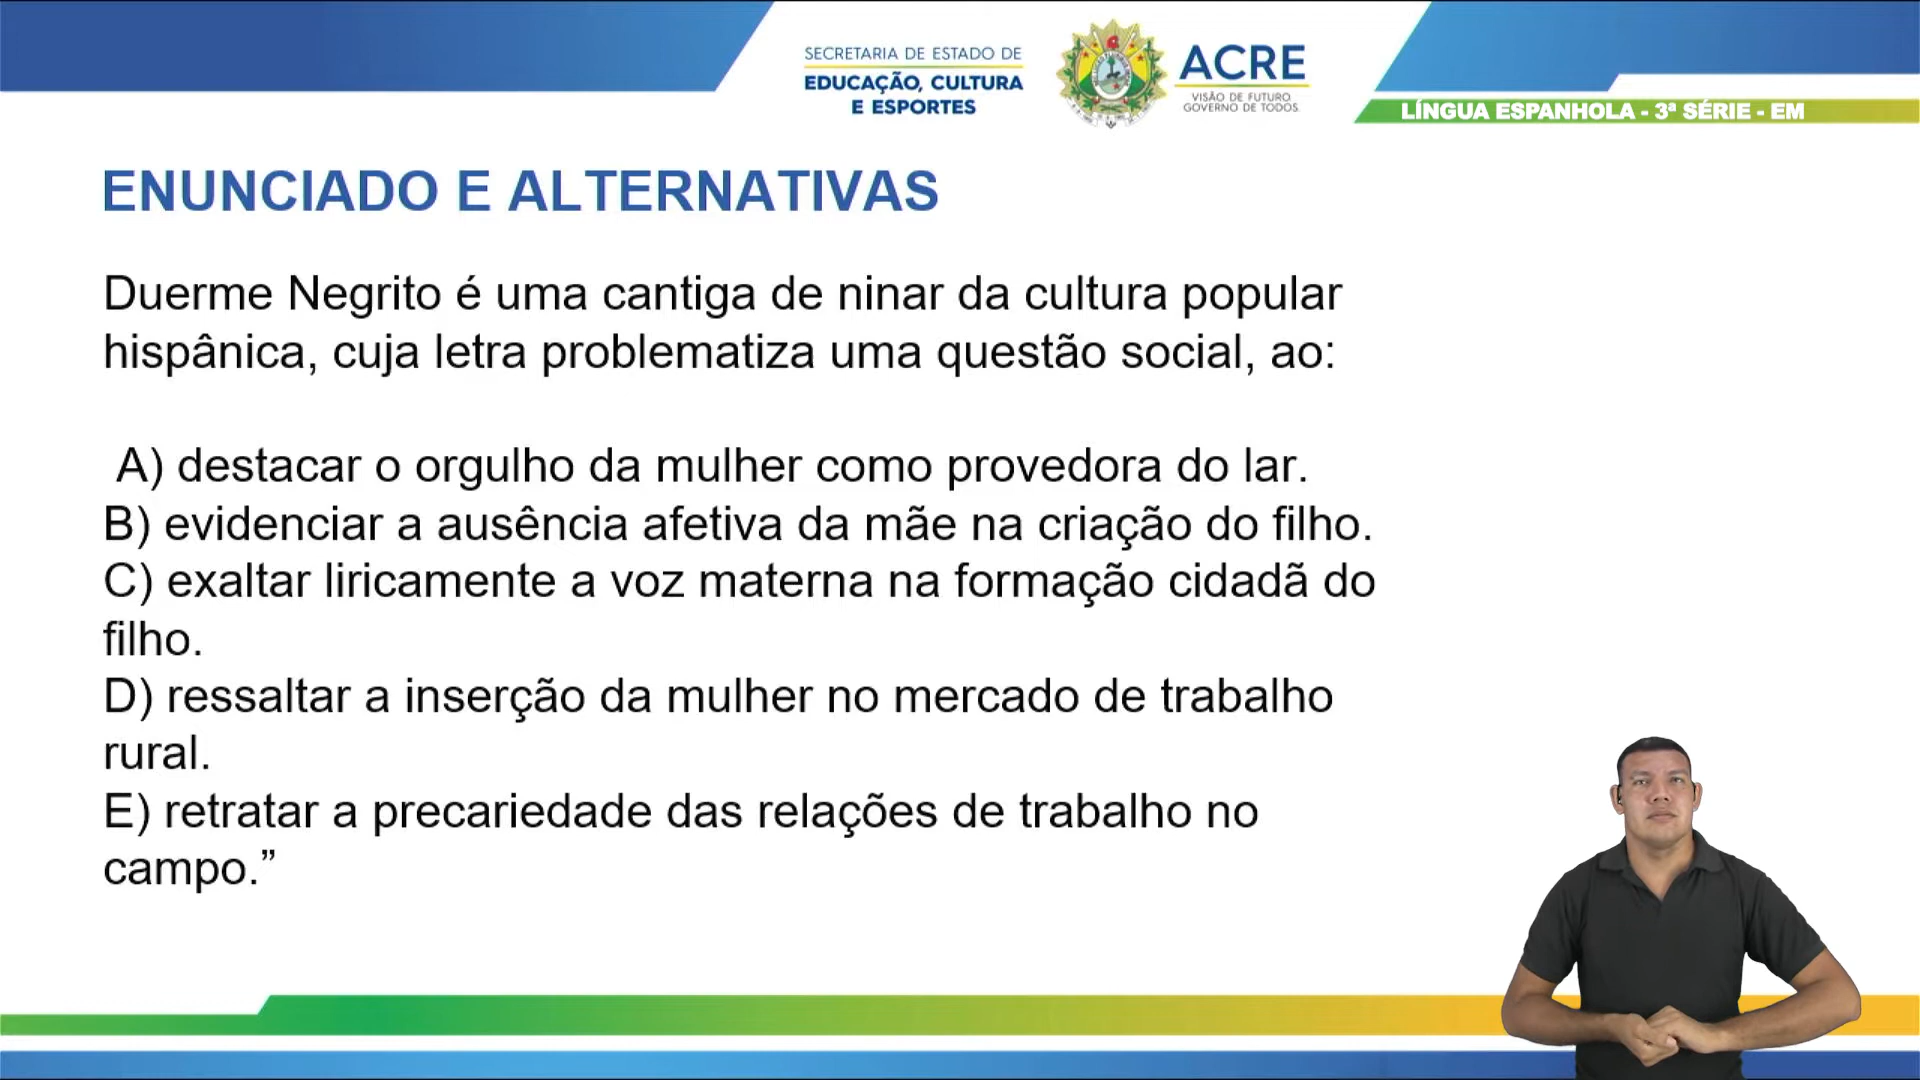 SECRETARIA DE ESTADO DE
EDUCAÇÃO, CULTURA
E ESPORTES
ACRE
VISÃO DE FUTURO.
GOVERNO DE TODOS.
LÍNGUA ESPANHOLA - 3ª SÉRIE - EM
ENUNCIADO E ALTERNATIVAS
Duerme Negrito é uma cantiga de ninar da cultura popular
hispânica, cuja letra problematiza uma questão social, ao:
A) destacar o orgulho da mulher como provedora do lar.
B) evidenciar a ausência afetiva da mãe na criação do filho.
C) exaltar liricamente a voz materna na formação cidadã do
filho.
D) ressaltar a inserção da mulher no mercado de trabalho
rural.
E) retratar a precariedade das relações de trabalho no
campo.”